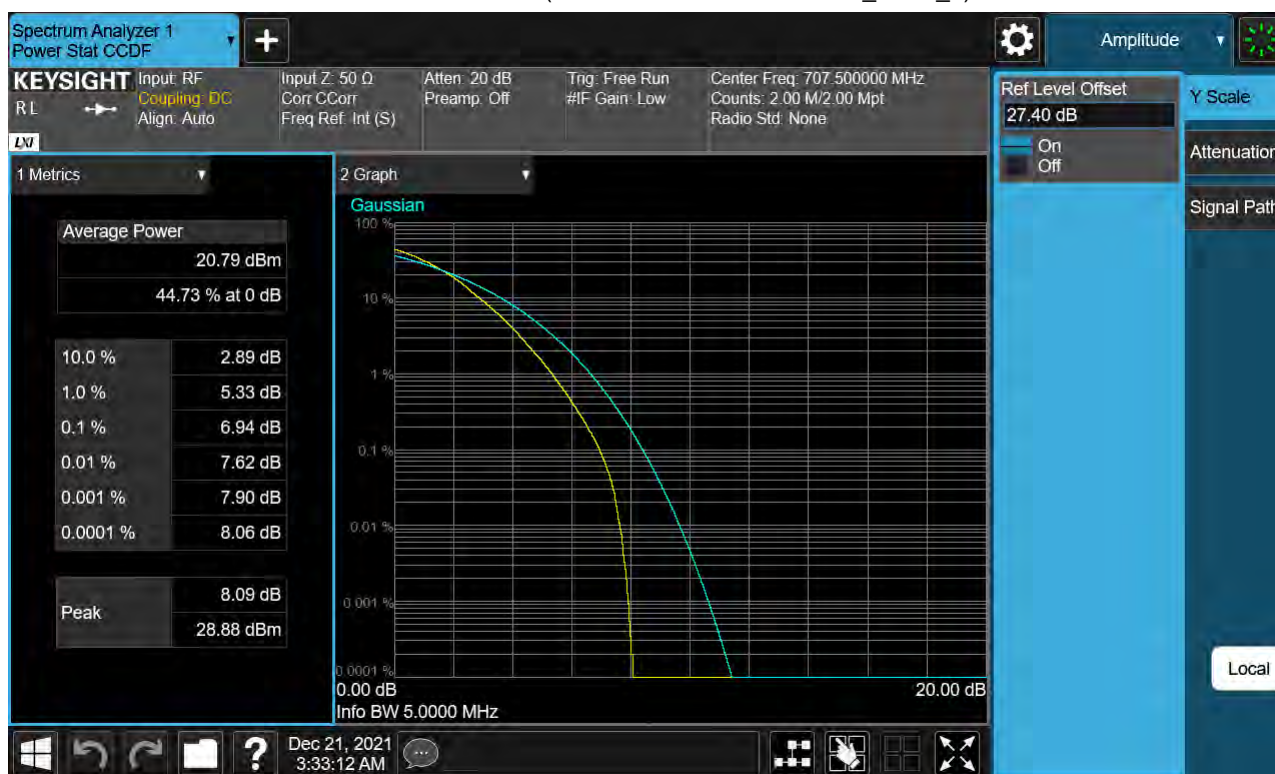 Spectrum Analyzer 1
Power Stat CCDF
Amplitude
KEYSIGHT
R L
LXI
Input: RF
Coupling: DC
Align: Auto
Input Z: 50 Ω
Corr CCorr
Freq Ref: Int (S)
Atten: 20 dB
Preamp: Off
Trig: Free Run
#IF Gain: Low
Center Freq: 707.500000 MHz
Counts: 2.00 M/2.00 Mpt
Radio Std: None
Ref Level Offset
27.40 dB
On
Off
Y Scale
Attenuation
Signal Path
Local
1 Metrics
Average Power
20.79 dBm
44.73 % at 0 dB
10.0 % 2.89 dB
1.0 % 5.33 dB
0.1 % 6.94 dB
0.01 % 7.62 dB
0.001 % 7.90 dB
0.0001 % 8.06 dB
Peak
8.09 dB
28.88 dBm
2 Graph
Gaussian
100 %
10 %
1 %
0.1 %
0.01 %
0.001 %
0.0001 %
0.00 dB 20.00 dB
Info BW 5.0000 MHz
?
Dec 21, 2021
3:33:12 AM